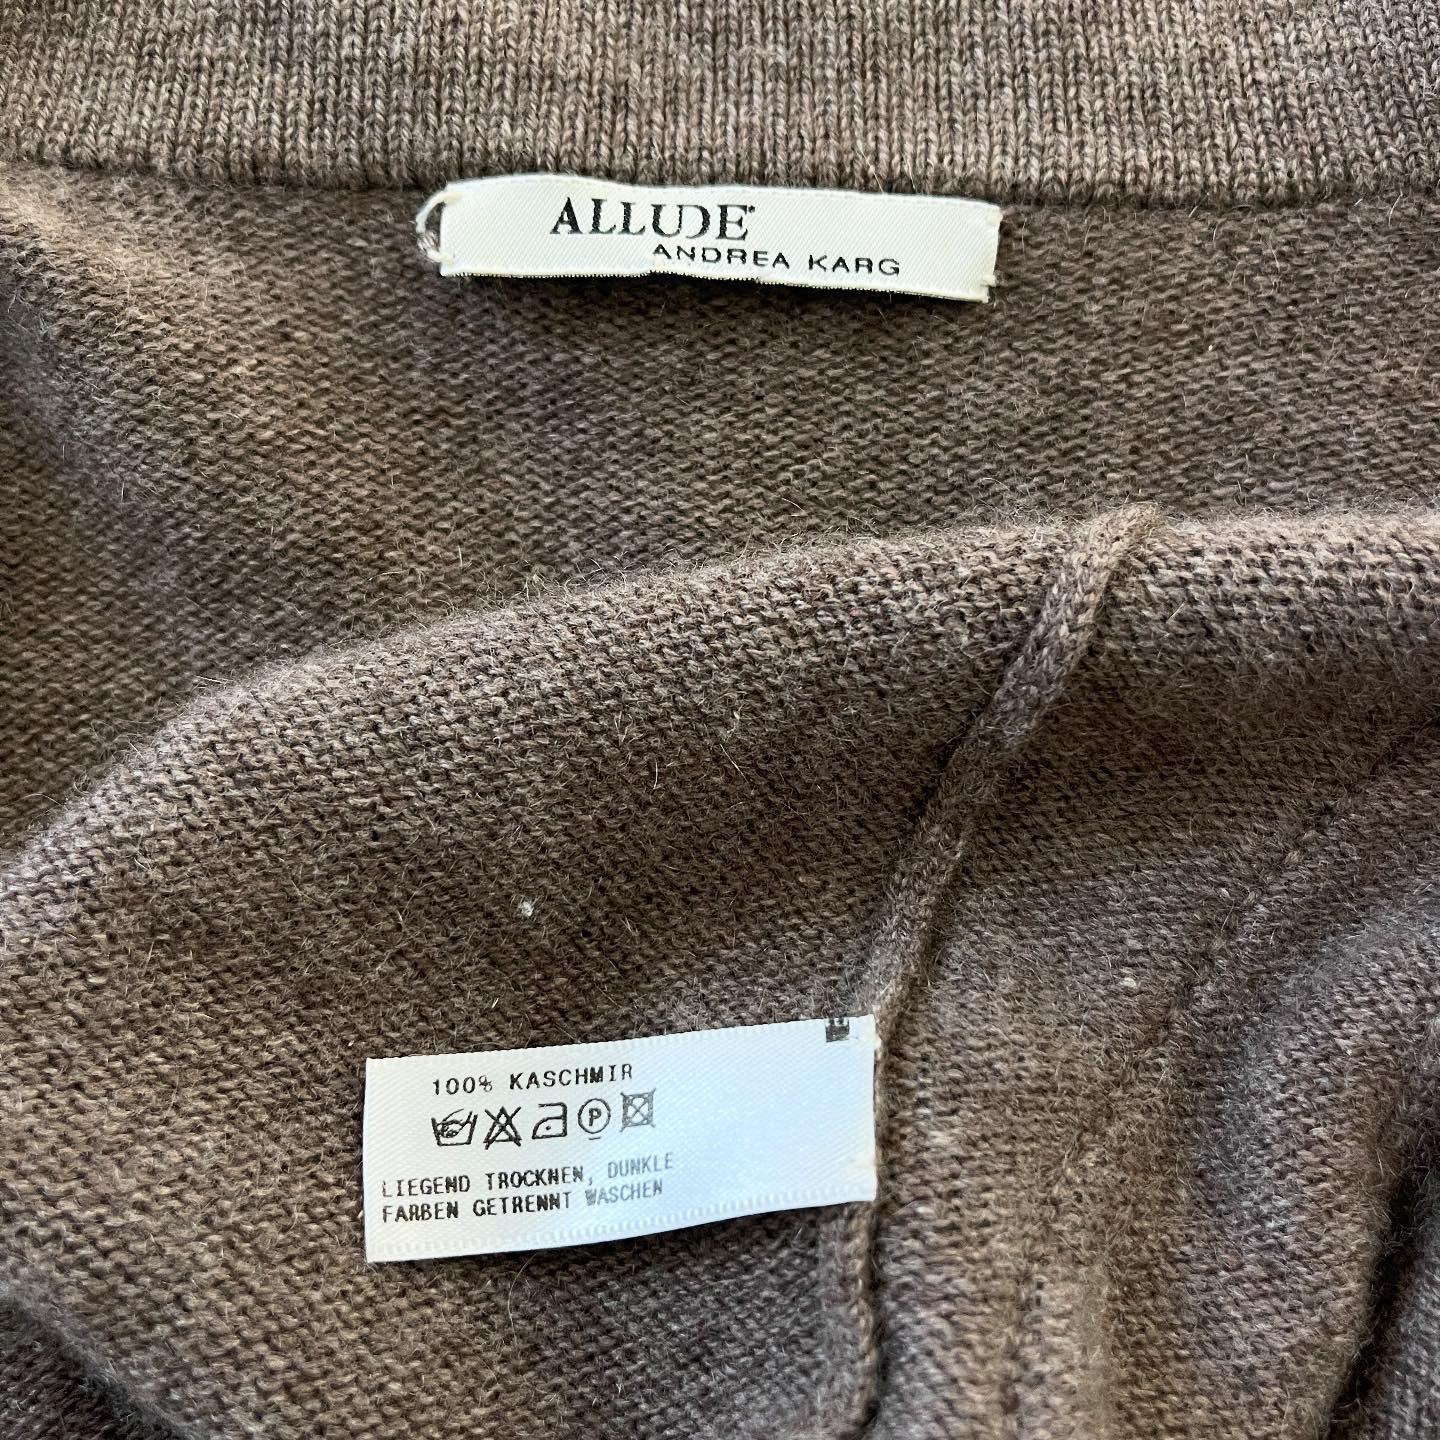 ALLUDE
ANDREA KARG
100% KASCHMIR
P
LIEGEND TROCKNEN, DUNKLE
FARBEN GETRENNT WASCHEN